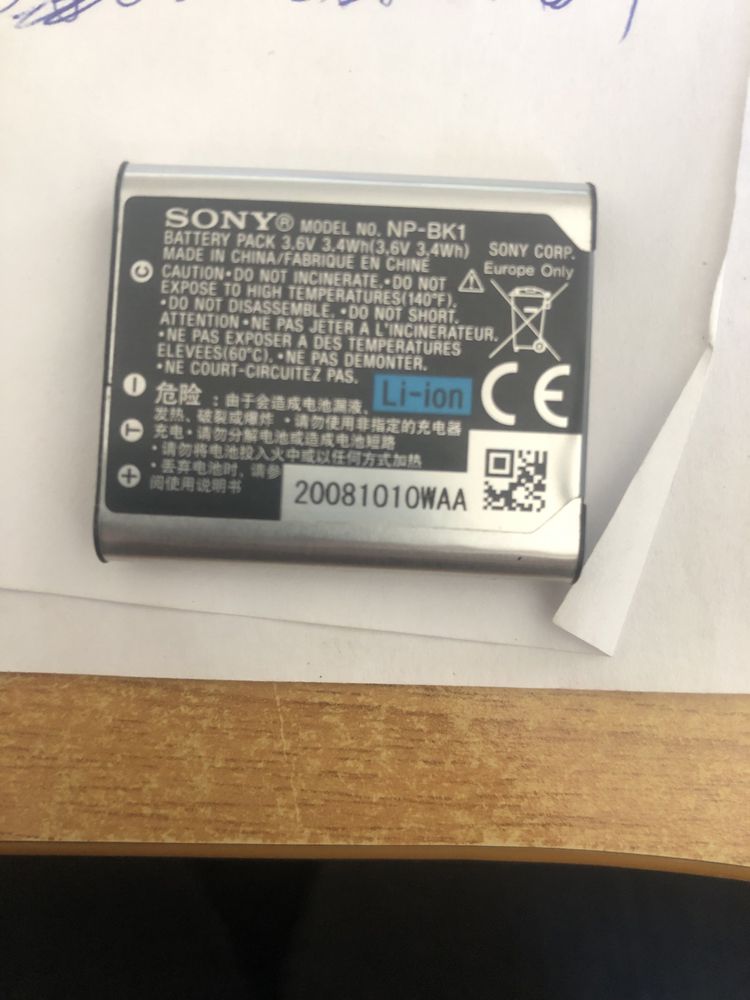 SONY® MODEL NO. NP-BK1
BATTERY PACK 3.6V 3.4Wh(3,6V 3,4Wh)
MADE IN CHINA/FABRIQUÉ EN CHINE
CAUTION•DO NOT INCINERATE.•DO NOT
EXPOSE TO HIGH TEMPERATURES(140°F).
•DO NOT DISASSEMBLE. •DO NOT SHORT.
ATTENTION•NE PAS JETER A L'INCINERATEUR.
•NE PAS EXPOSER A DES TEMPERATURES
ELEVEES(60°C).•NE PAS DEMONTER.
•NE COURT-CIRCUITEZ PAS.
SONY CORP.
Europe Only
C
T
Li-ion
CE
危险：由于会造成电池漏液、
发热、破裂或爆炸•请勿使用非指定的充电器
充电•请勿分解电池或造成电池短路
•请勿将电池投入火中或以任何方式加热
•丢弃电池时，请参
阅使用说明书
20081010WAA